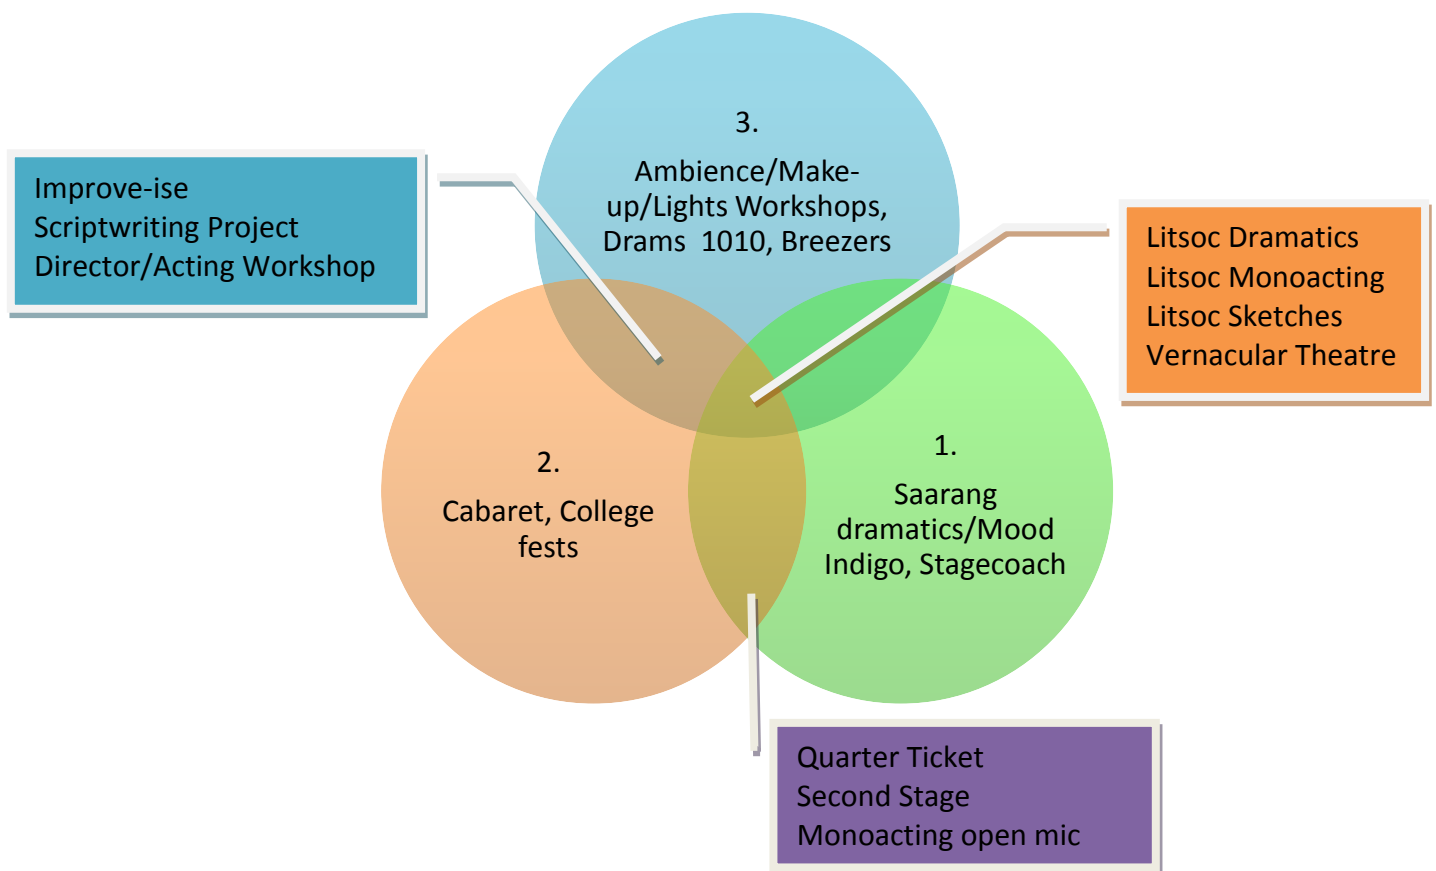 3.
Ambience/Make-
up/Lights Workshops,
Drams 1010, Breezers
Improve-ise
Scriptwriting Project
Director/Acting Workshop
Litsoc Dramatics
Litsoc Monoacting
Litsoc Sketches
Vernacular Theatre
2.
Cabaret, College
fests
1.
Saarang
dramatics/Mood
Indigo, Stagecoach
Quarter Ticket
Second Stage
Monoacting open mic